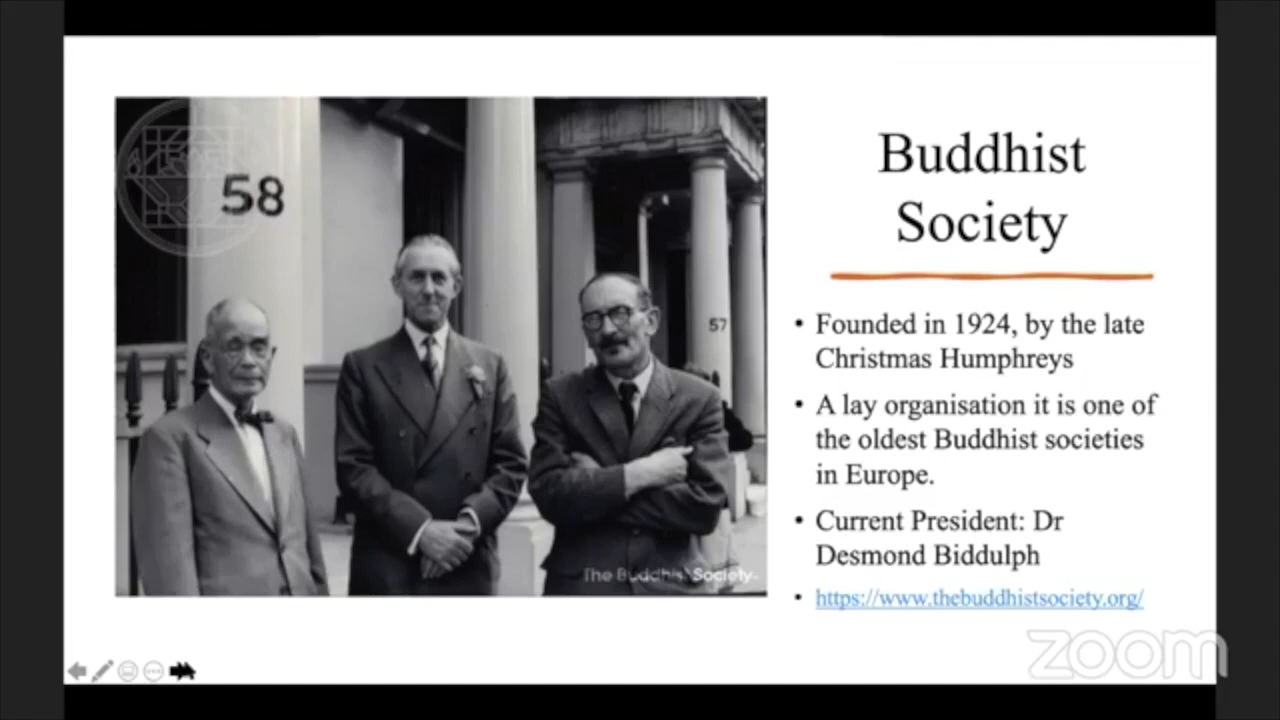 58
57
The Buddhist Society
Buddhist
Society
• Founded in 1924, by the late
Christmas Humphreys
• A lay organisation it is one of
the oldest Buddhist societies
in Europe.
• Current President: Dr
Desmond Biddulph
• https://www.thebuddhistsociety.org/
zoom